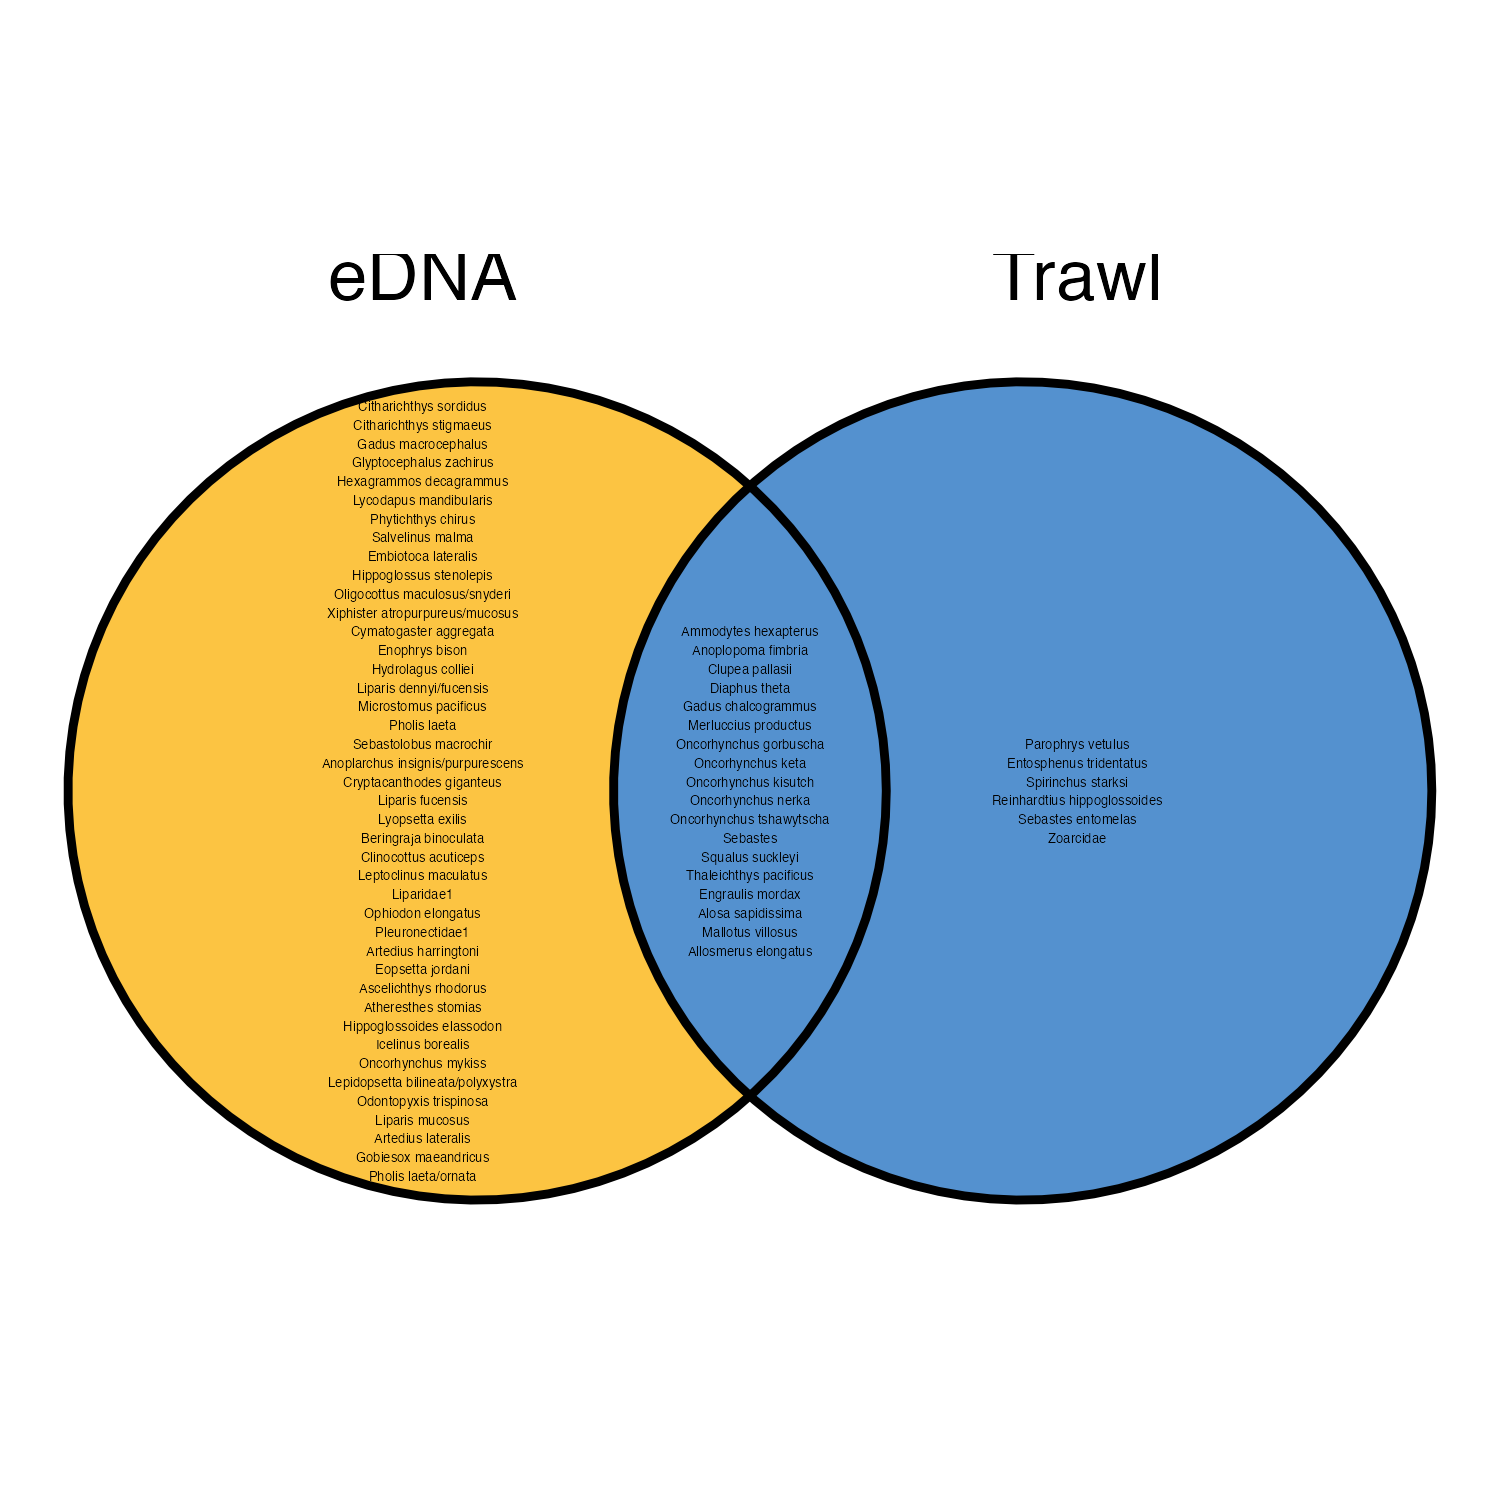 eDNA
Trawl
Citharichthys sordidus
Citharichthys stigmaeus
Gadus macrocephalus
Glyptocephalus zachirus
Hexagrammos decagrammus
Lycodapus mandibularis
Phytichthys chirus
Salvelinus malma
Embiotoca lateralis
Hippoglossus stenolepis
Oligocottus maculosus/snyderi
Xiphister atropurpureus/mucosus
Cymatogaster aggregata
Enophrys bison
Hydrolagus colliei
Liparis dennyi/fucensis
Microstomus pacificus
Pholis laeta
Sebastolobus macrochir
Anoplarchus insignis/purpurescens
Cryptacanthodes giganteus
Liparis fucensis
Lyopsetta exilis
Beringraja binoculata
Clinocottus acuticeps
Leptoclinus maculatus
Liparidae1
Ophiodon elongatus
Pleuronectidae1
Artedius harringtoni
Eopsetta jordani
Ascelichthys rhodorus
Atheresthes stomias
Hippoglossoides elassodon
Icelinus borealis
Oncorhynchus mykiss
Lepidopsetta bilineata/polyxystra
Odontopyxis trispinosa
Liparis mucosus
Artedius lateralis
Gobiesox maeandricus
Pholis laeta/ornata
Ammodytes hexapterus
Anoplopoma fimbria
Clupea pallasii
Diaphus theta
Gadus chalcogrammus
Merluccius productus
Oncorhynchus gorbuscha
Oncorhynchus keta
Oncorhynchus kisutch
Oncorhynchus nerka
Oncorhynchus tshawytscha
Sebastes
Squalus suckleyi
Thaleichthys pacificus
Engraulis mordax
Alosa sapidissima
Mallotus villosus
Allosmerus elongatus
Parophrys vetulus
Entosphenus tridentatus
Spirinchus starksi
Reinhardtius hippoglossoides
Sebastes entomelas
Zoarcidae